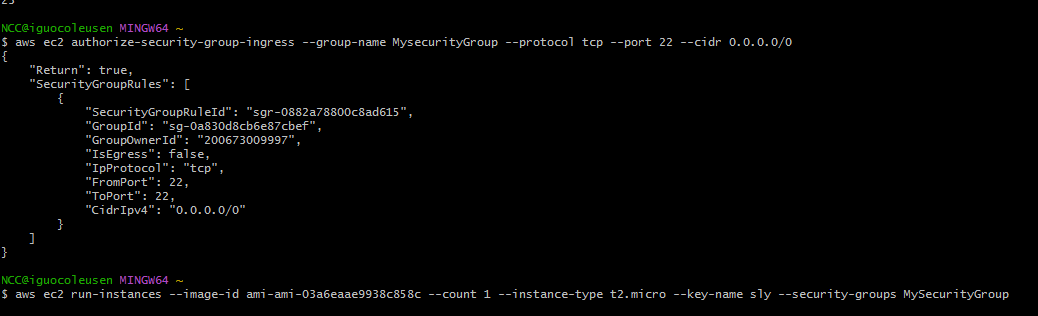 NCC@iguocoleusen MINGW64 ~
$ aws ec2 authorize-security-group-ingress --group-name MysecurityGroup --protocol tcp --port 22 --cidr 0.0.0.0/0
{
    "Return": true,
    "SecurityGroupRules": [
        {
            "SecurityGroupRuleId": "sgr-0882a78800c8ad615",
            "GroupId": "sg-0a830d8cb6e87cbef",
            "GroupOwnerId": "200673009997",
            "IsEgress": false,
            "IpProtocol": "tcp",
            "FromPort": 22,
            "ToPort": 22,
            "CidrIpv4": "0.0.0.0/0"
        }
    ]
}
NCC@iguocoleusen MINGW64 ~
$ aws ec2 run-instances --image-id ami-ami-03a6eaae9938c858c --count 1 --instance-type t2.micro --key-name sly --security-groups MySecurityGroup